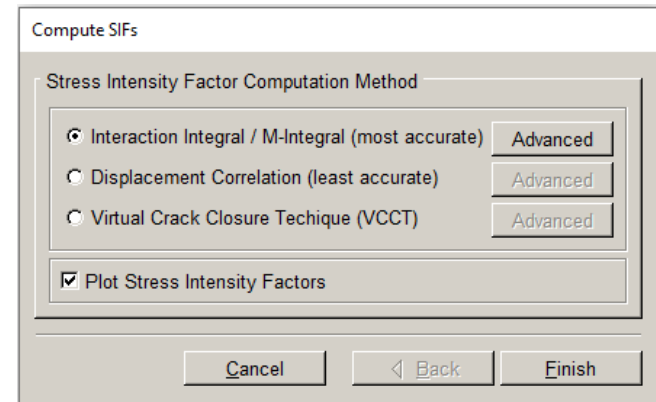 Compute SIFs
Stress Intensity Factor Computation Method
Interaction Integral / M-Integral (most accurate) Advanced
Displacement Correlation (least accurate) Advanced
Virtual Crack Closure Techique (VCCT) Advanced
Plot Stress Intensity Factors
Cancel Back Finish